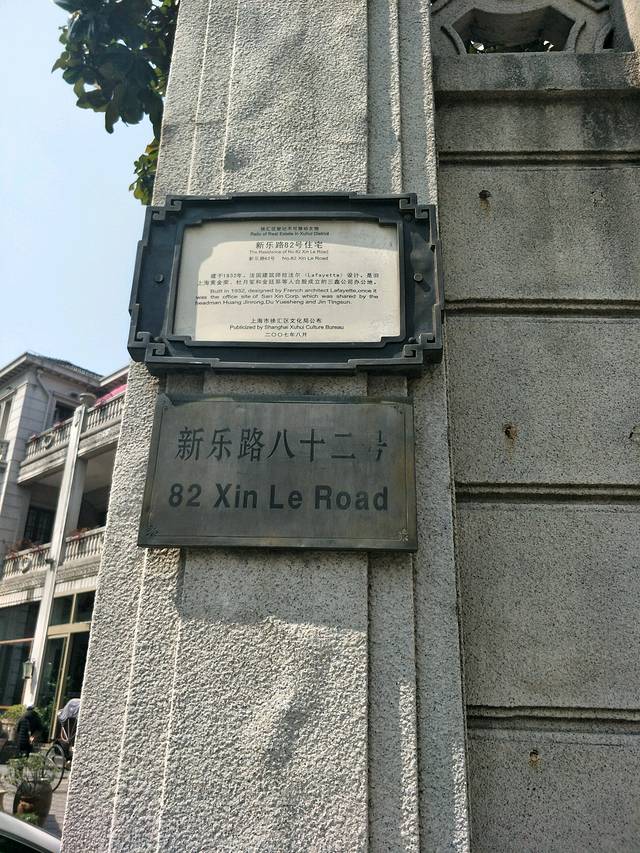 徐汇区登记不可移动文物
Relic of Real Estate in Xuhui District
新乐路82号住宅
The Residence of No.82 Xin Le Road
新乐路82号 No.82 Xin Le Road
建于1932年，法国建筑师拉法尔（Lafayette）设计，是旧
上海黄金荣、杜月笙和金廷荪等人合股成立的三鑫公司办公地。
Built in 1932, designed by French architect Lafayette,once it
was the office site of San Xin Corp. which was shared by the
headman Huang Jinrong,Du Yuesheng and Jin Tingsun.
上海市徐汇区文化局公布
Publicized by Shanghai Xuhui Culture Bureau
二〇〇七年八月
新乐路八十二号
82 Xin Le Road